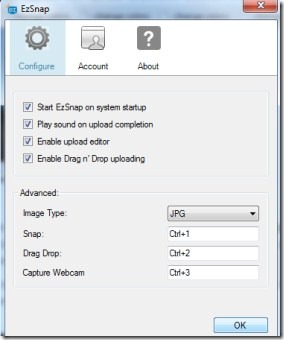 EzSnap
Configure Account About
Start EzSnap on system startup
Play sound on upload completion
Enable upload editor
Enable Drag n' Drop uploading
Advanced:
Image Type: JPG
Snap: Ctrl+1
Drag Drop: Ctrl+2
Capture Webcam Ctrl+3
OK